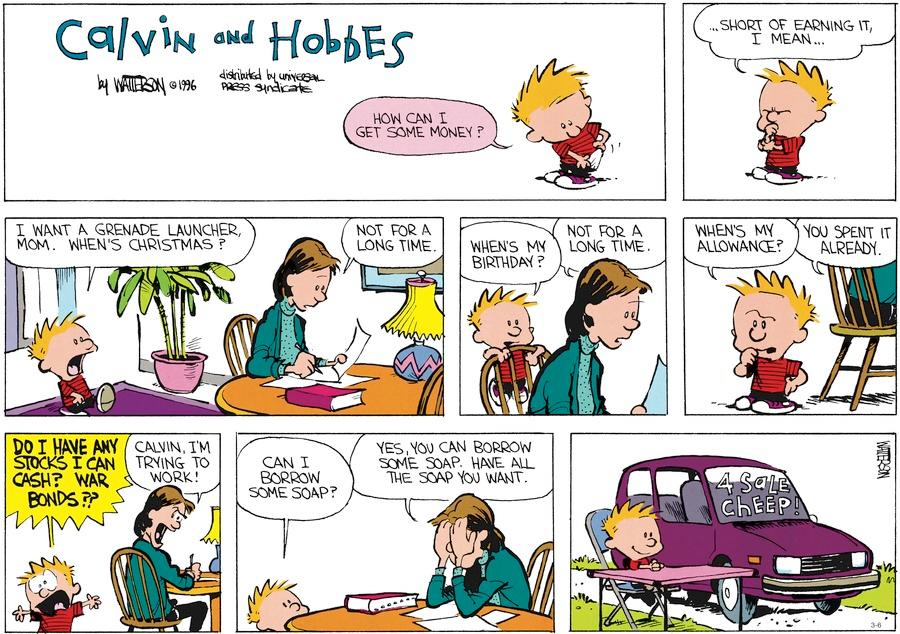 Calvin and Hobbes
by WATTERSON © 1996
distributed by universal
PRESS syndicate
HOW CAN I
GET SOME MONEY?
...SHORT OF EARNING IT,
I MEAN...
I WANT A GRENADE LAUNCHER,
MOM. WHEN'S CHRISTMAS?
NOT FOR A
LONG TIME.
WHEN'S MY
BIRTHDAY?
NOT FOR A
LONG TIME.
WHEN'S MY
ALLOWANCE?
YOU SPENT IT
ALREADY.
DO I HAVE ANY
STOCKS I CAN
CASH? WAR
BONDS??
CALVIN, I'M
TRYING TO
WORK!
CAN I
BORROW
SOME SOAP?
YES, YOU CAN BORROW
SOME SOAP. HAVE ALL
THE SOAP YOU WANT.
4 SALE
CHEEP!
WATTERSON
3-6